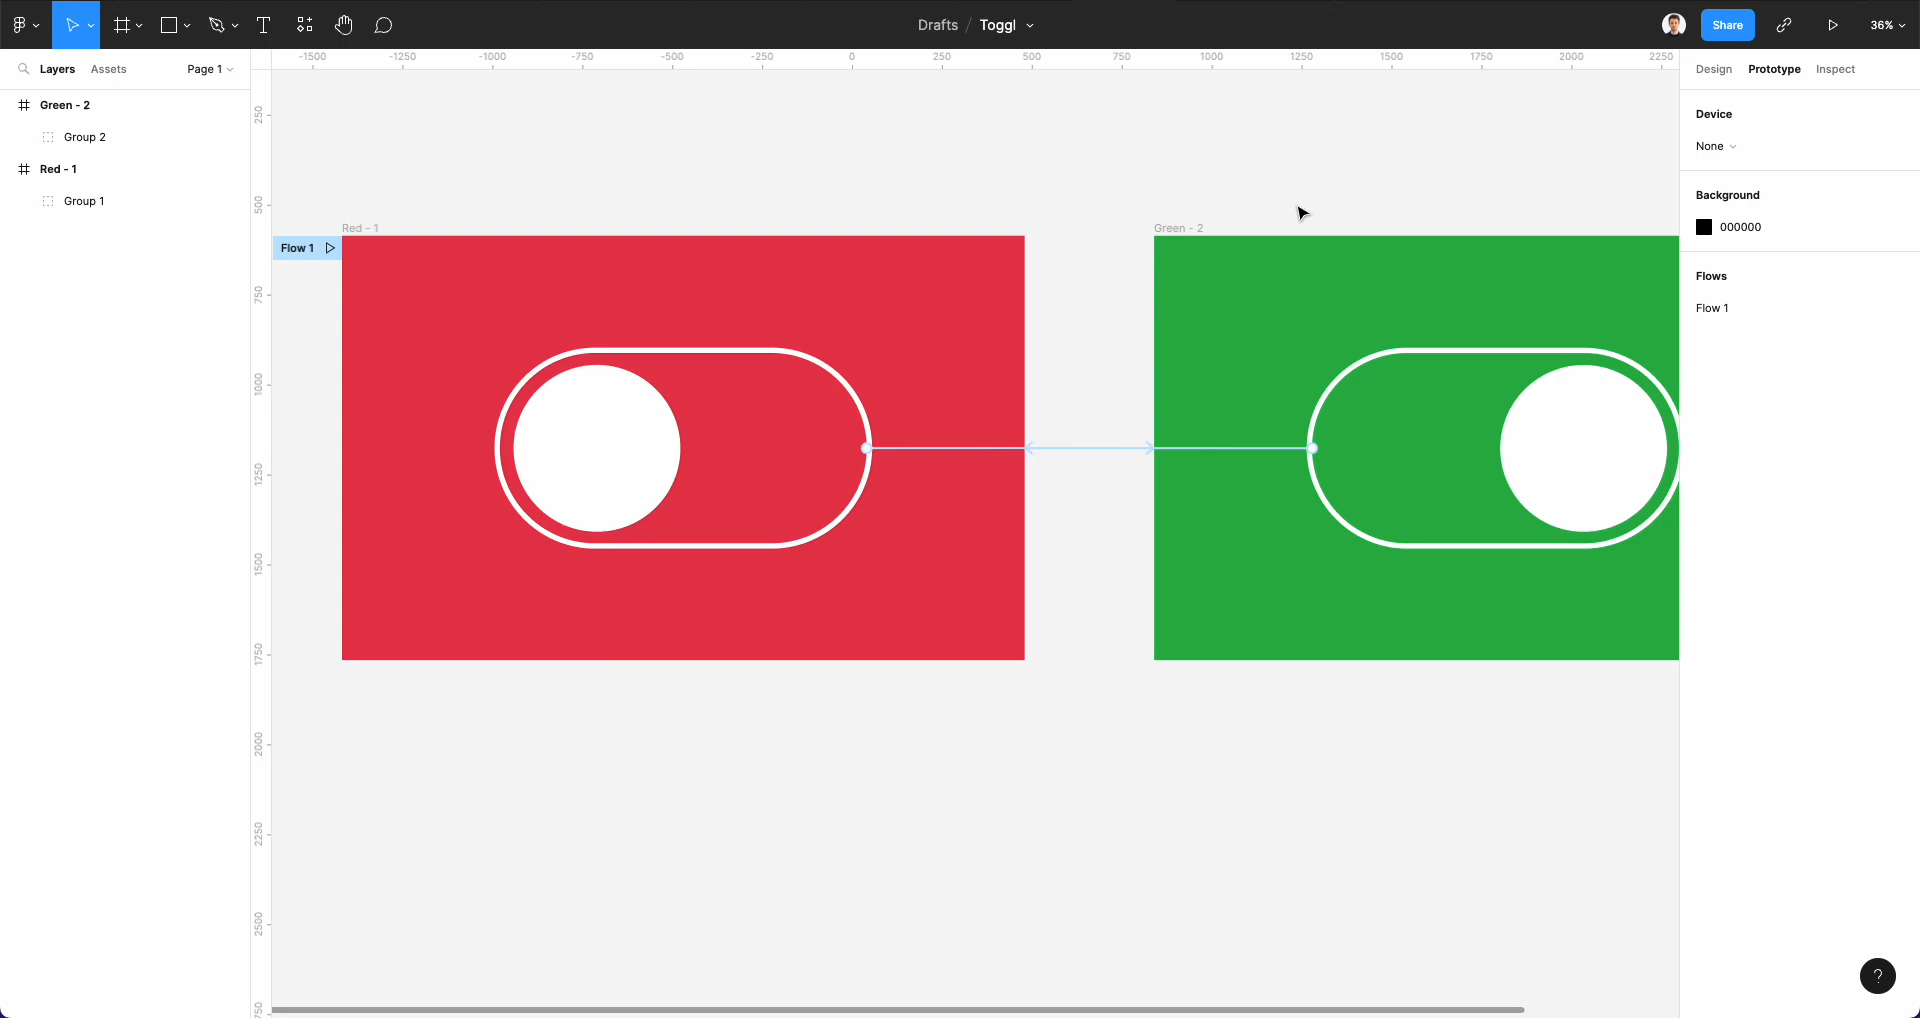 Drafts / Toggl
Share
36%
Layers
Assets
Page 1
Green - 2
Group 2
Red - 1
Group 1
-1500 -1250 -1000 -750 -500 -250 0 250 500 750 1000 1250 1500 1750 2000 2250
250
500
750
1000
1250
1500
1750
2000
2250
2500
Red - 1
Green - 2
Flow 1
Design
Prototype
Inspect
Device
None
Background
000000
Flows
Flow 1
?